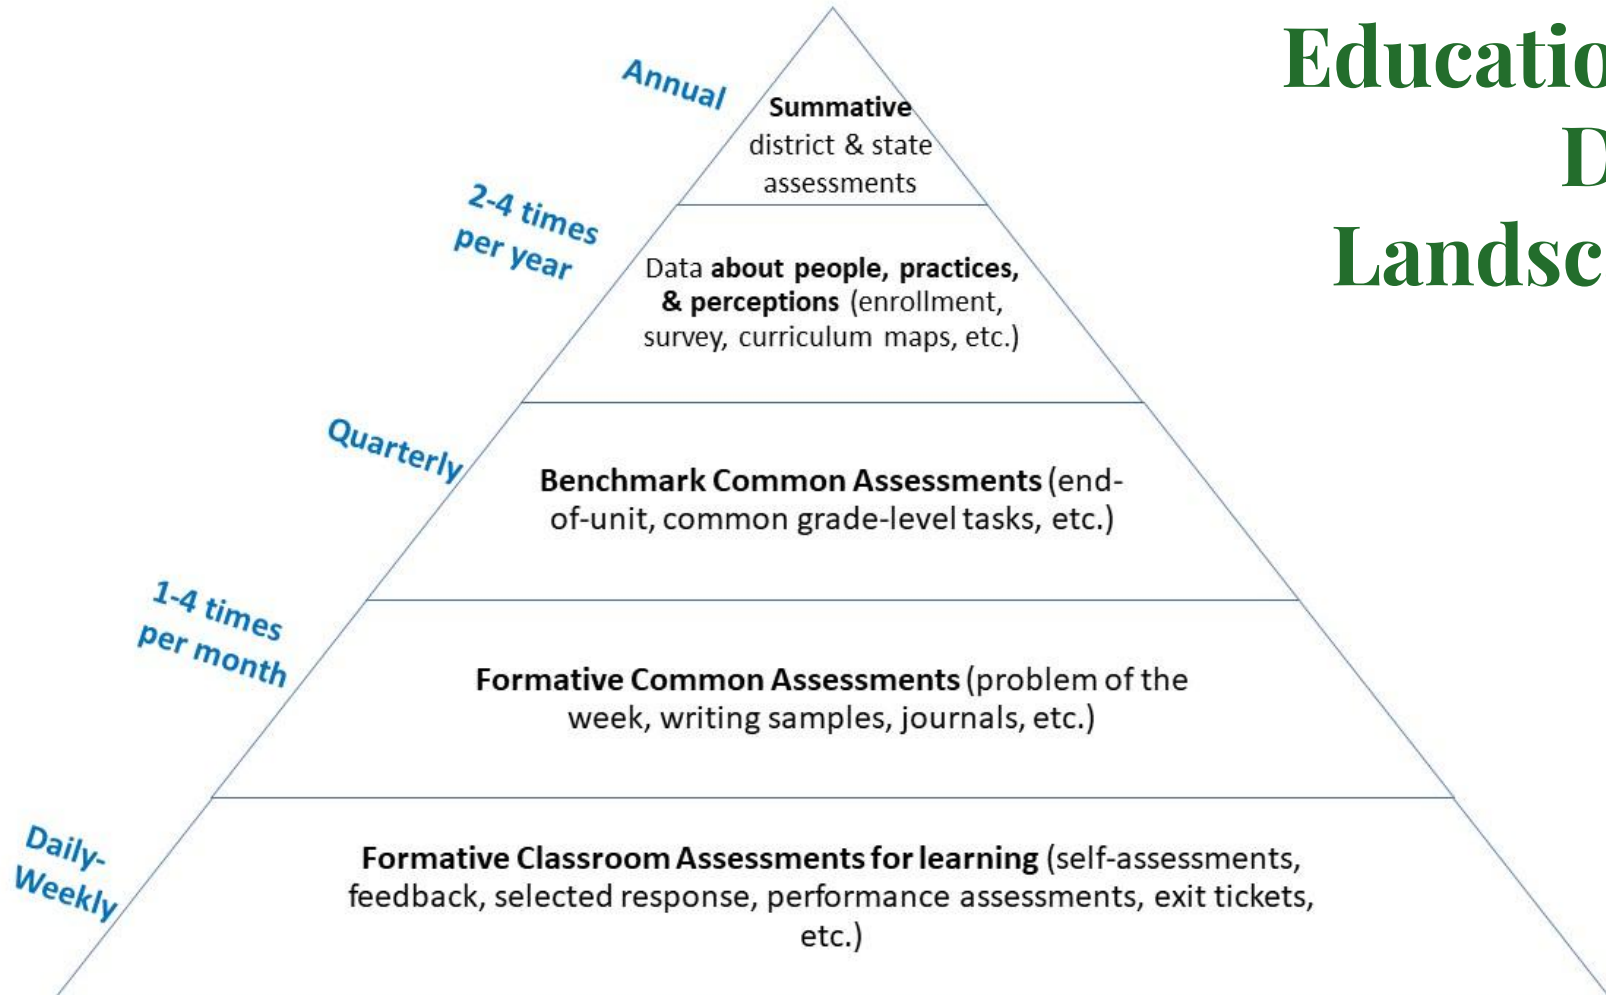 Educatio
D
Landsc
Annual
Summative
district & state
assessments
2-4 times
per year
Data about people, practices,
& perceptions (enrollment,
survey, curriculum maps, etc.)
Quarterly
Benchmark Common Assessments (end-
of-unit, common grade-level tasks, etc.)
1-4 times
per month
Formative Common Assessments (problem of the
week, writing samples, journals, etc.)
Daily-
Weekly
Formative Classroom Assessments for learning (self-assessments,
feedback, selected response, performance assessments, exit tickets,
etc.)